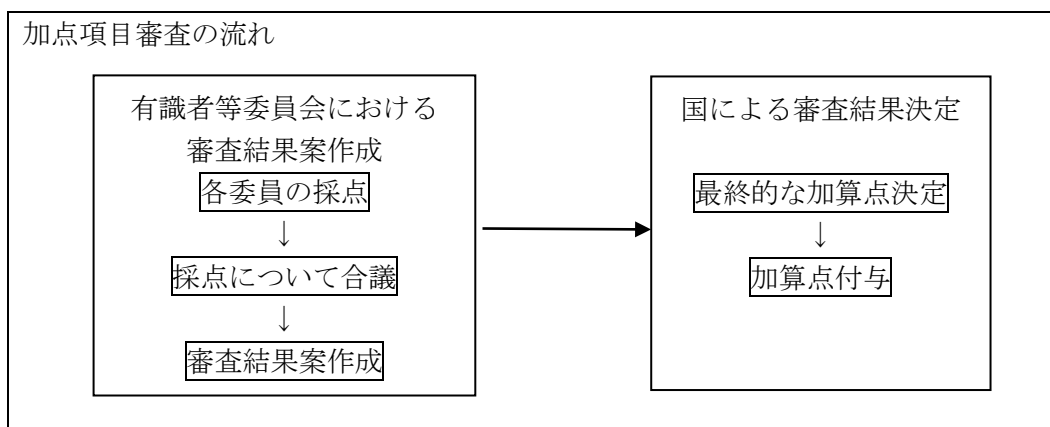 加点項目審査の流れ
有識者等委員会における
審査結果案作成
各委員の採点
↓
採点について合議
↓
審査結果案作成
国による審査結果決定
最終的な加算点決定
↓
加算点付与